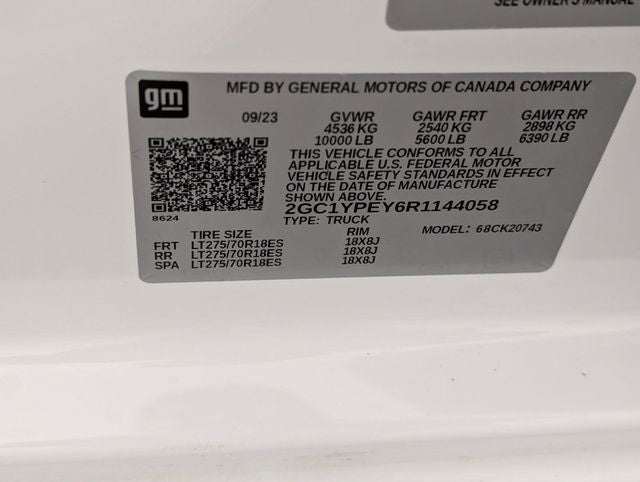 SEE OWNER'S MANUAL
gm
MFD BY GENERAL MOTORS OF CANADA COMPANY
09/23 GVWR GAWR FRT GAWR RR
4536 KG 2540 KG 2898 KG
10000 LB 5600 LB 6390 LB
THIS VEHICLE CONFORMS TO ALL
APPLICABLE U.S. FEDERAL MOTOR
VEHICLE SAFETY STANDARDS IN EFFECT
ON THE DATE OF MANUFACTURE
SHOWN ABOVE.
2GC1YPEY6R1144058
8624
TYPE: TRUCK MODEL: 68CK20743
TIRE SIZE RIM
FRT LT275/70R18ES 18X8J
RR LT275/70R18ES 18X8J
SPA LT275/70R18ES 18X8J